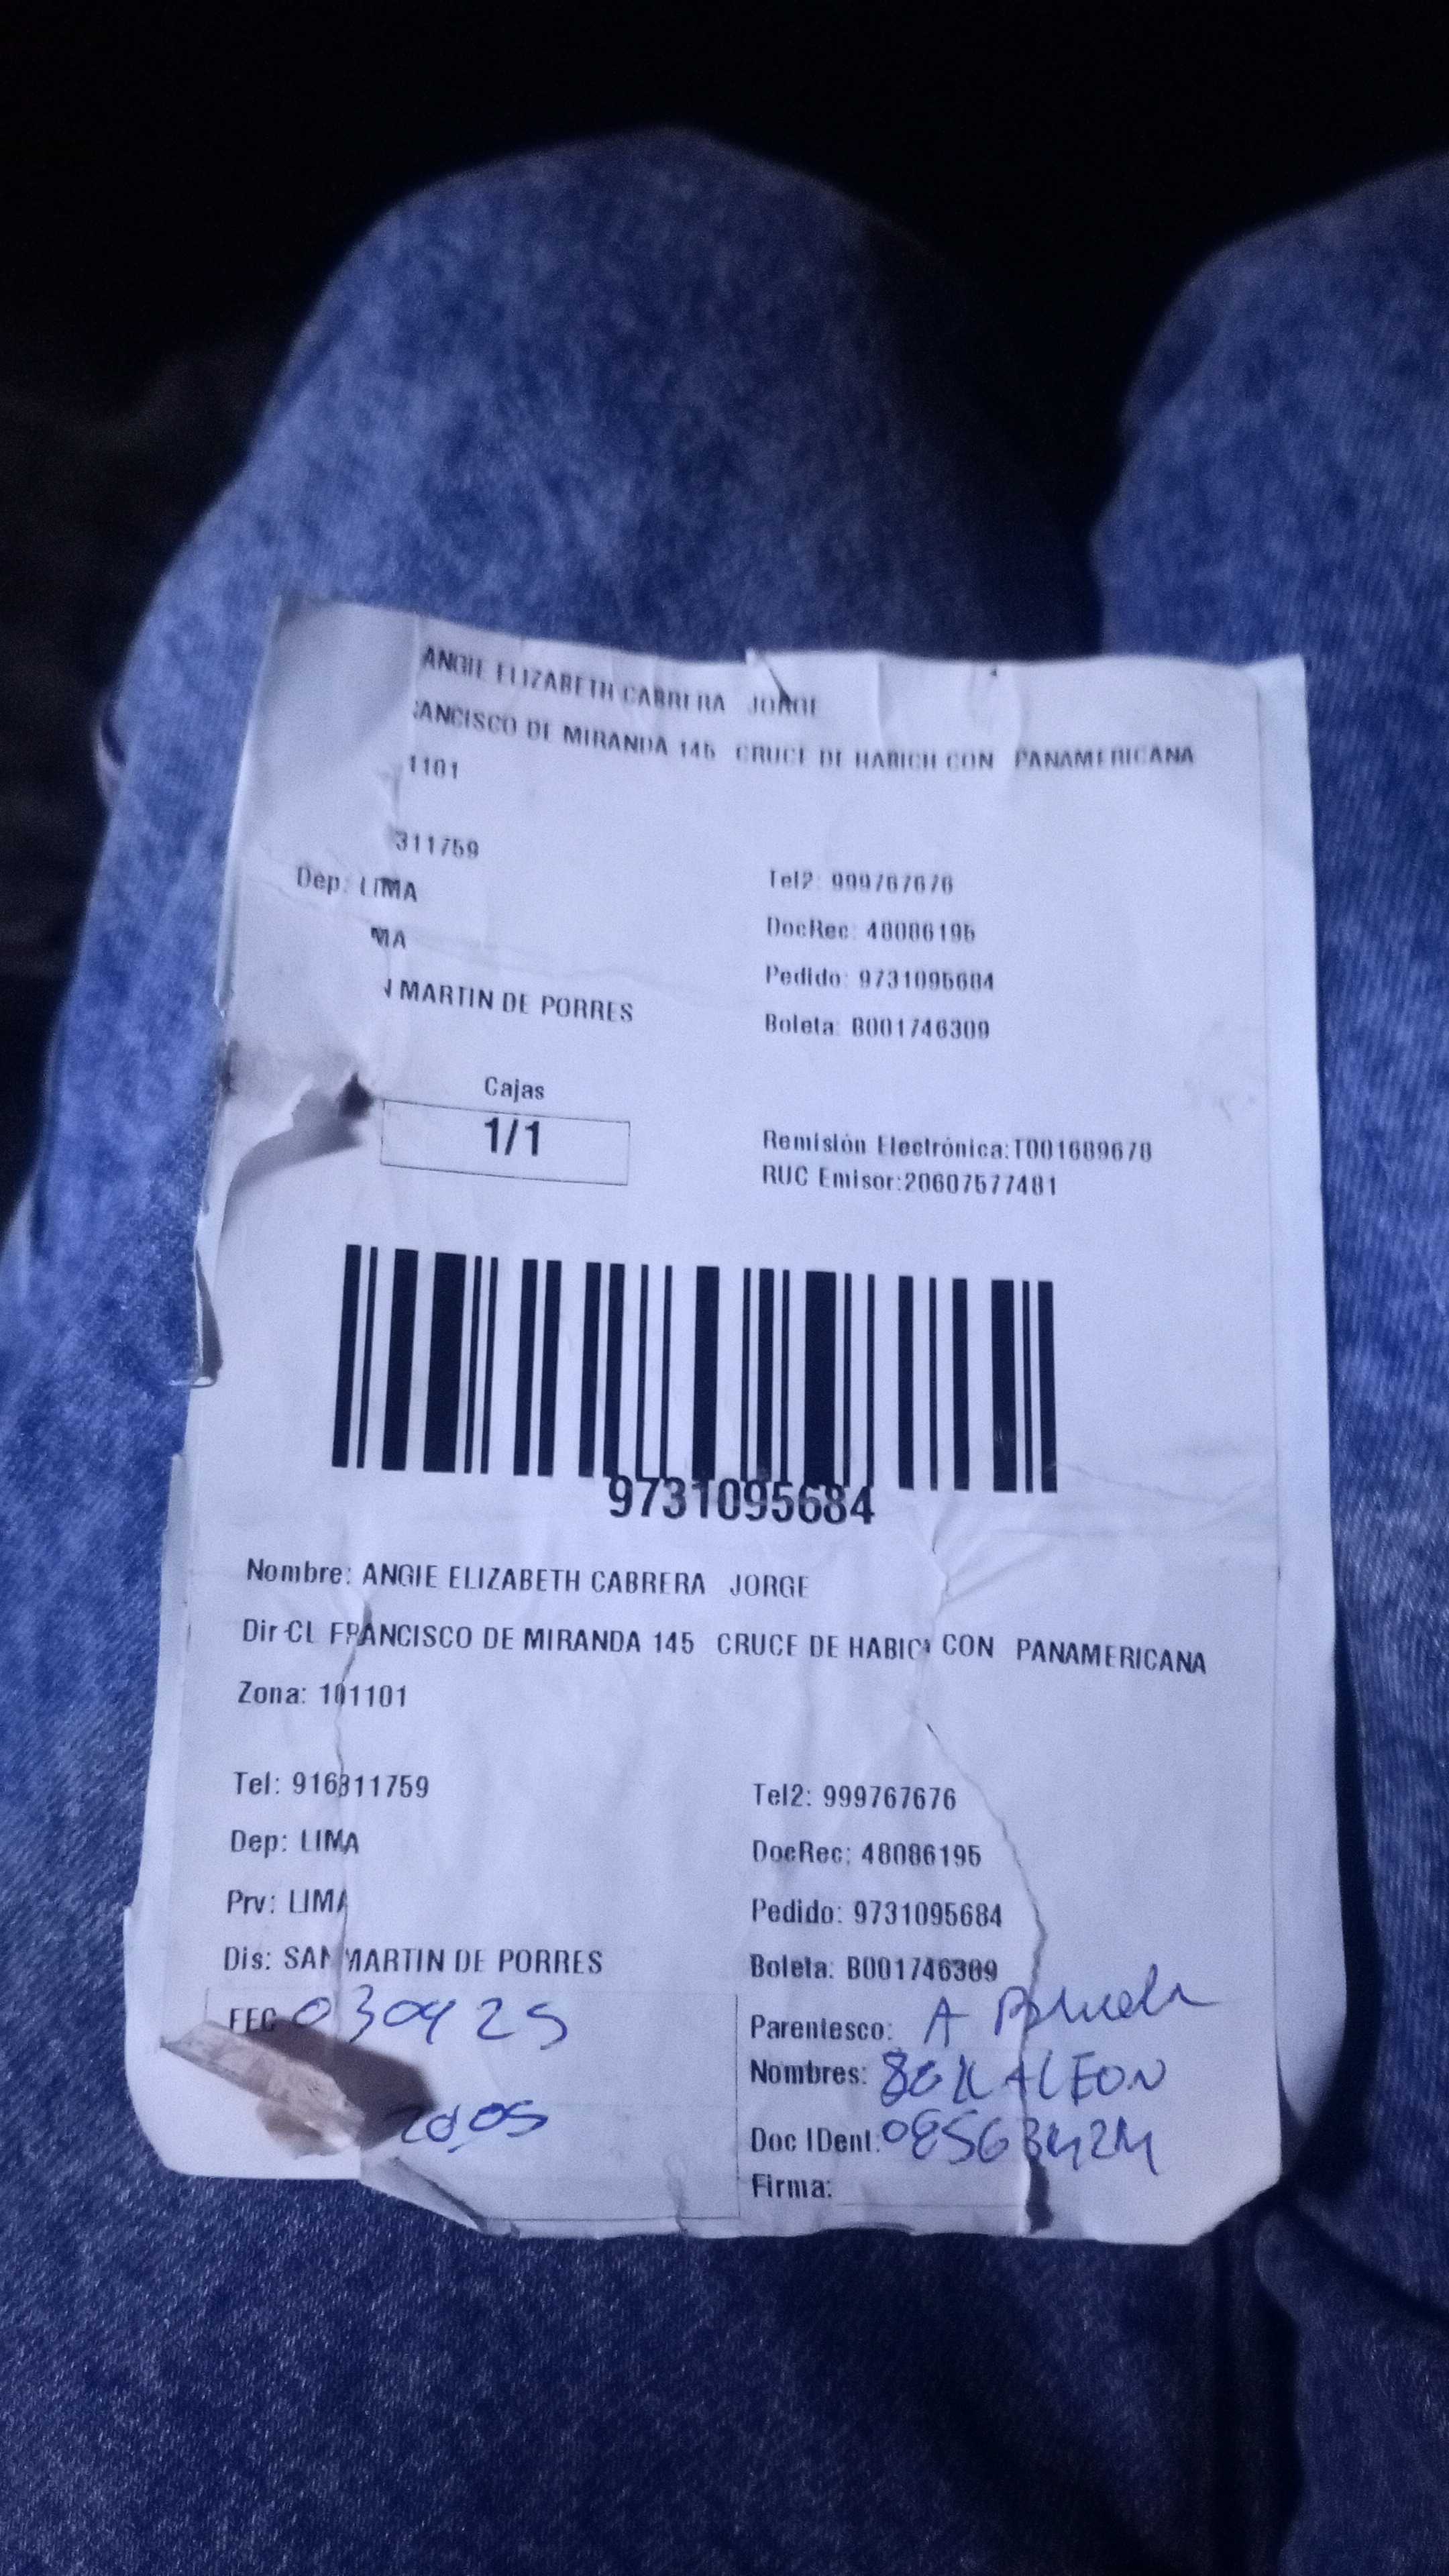 ANGIE ELIZABETH CABRERA JORGE
ANCISCO DE MIRANDA 145 CRUCE DE HABICH CON PANAMERICANA
1101
311759
Tel2: 999767676
Dep: LIMA
DocRec: 48086195
MA
Pedido: 9731095684
MARTIN DE PORRES
Boleta: B001746309
Cajas
1/1
Remisión Electrónica:T001689678
RUC Emisor:20607577481
9731095684
Nombre: ANGIE ELIZABETH CABRERA JORGE
Dir CL FRANCISCO DE MIRANDA 145 CRUCE DE HABICH CON PANAMERICANA
Zona: 101101
Tel: 916311759
Tel2: 999767676
Dep: LIMA
DocRec: 48086195
Prv: LIMA
Pedido: 9731095684
Dis: SAN MARTIN DE PORRES
Boleta: B001746309
FEC 030425
Parentesco: A
Nombres: LEON
2005
Doc IDent:
Firma: